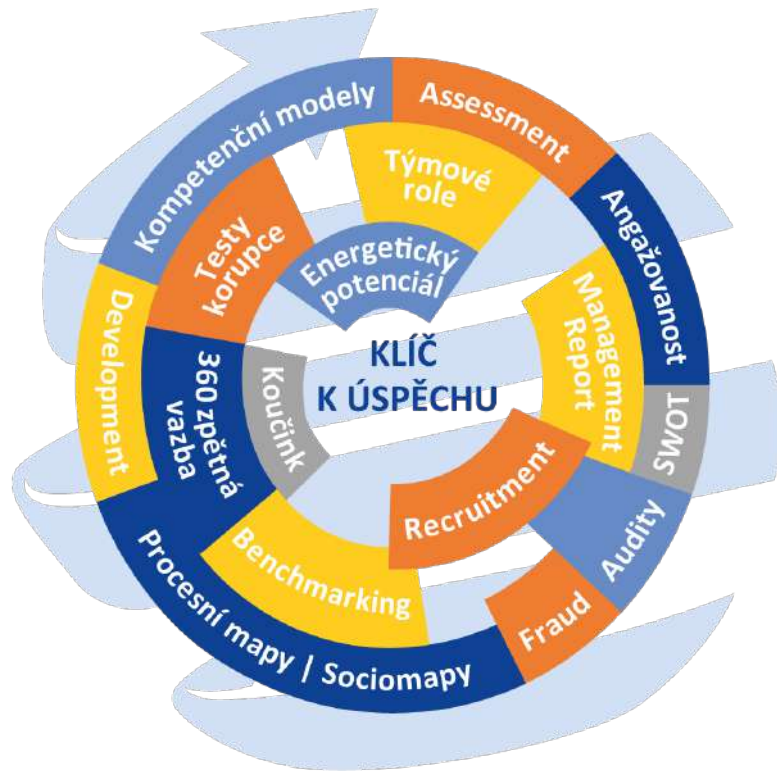 Kompetenční modely
Assessment
Angažovanost
SWOT
Audity
Fraud
Procesní mapy | Sociomapy
Development
Testy
korupce
Týmové
role
Management
Report
Recruitment
Benchmarking
360 zpětná
vazba
Koučink
Energetický
potenciál
KLÍČ
K ÚSPĚCHU